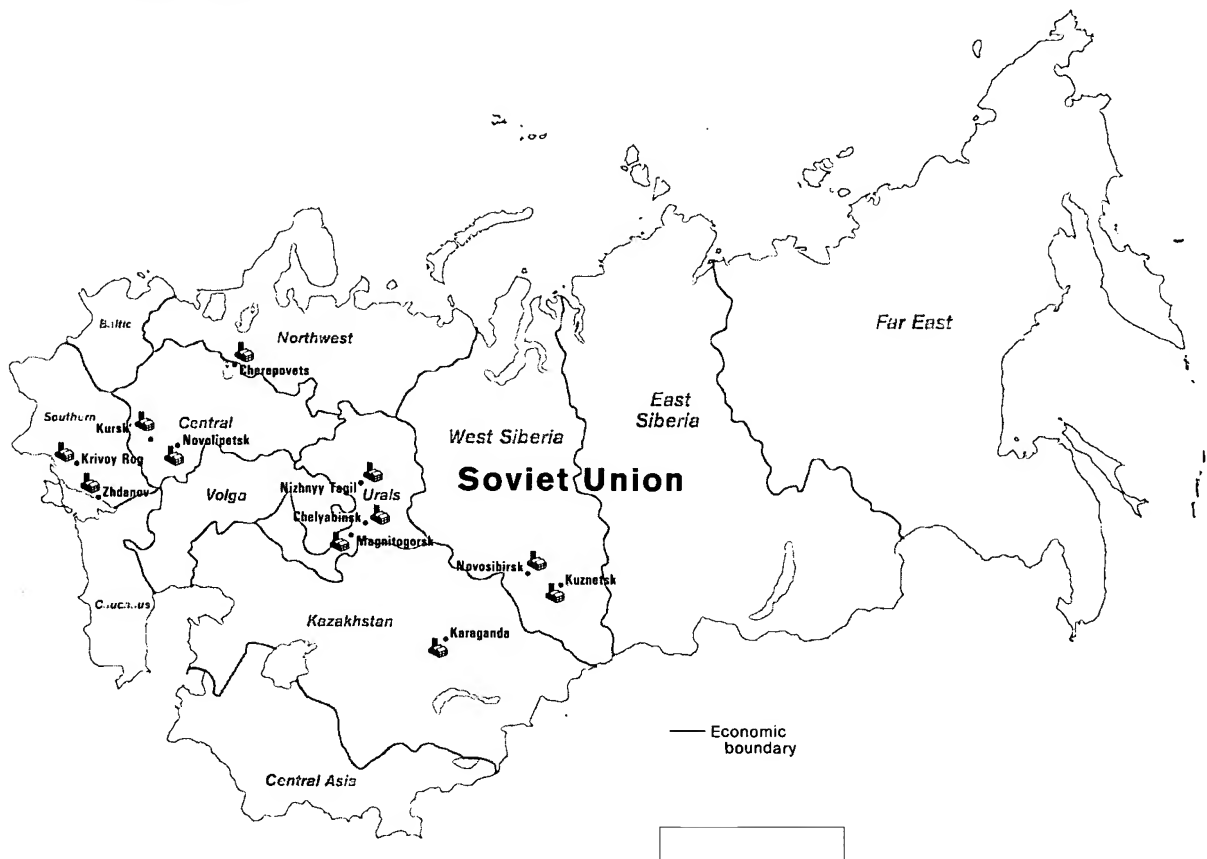 Baltic
Northwest
Far East
Cherepovets
East
Siberia
Southern
Central
Kursk
Novolipetsk
West Siberia
Krivoy Rog
Soviet Union
Zhdanov
Volga
Nizhnyy Tagil
Urals
Chelyabinsk
Magnitogorsk
Novosibirsk
Kuznetsk
Caucasus
Kazakhstan
Karaganda
Economic
boundary
Central Asia